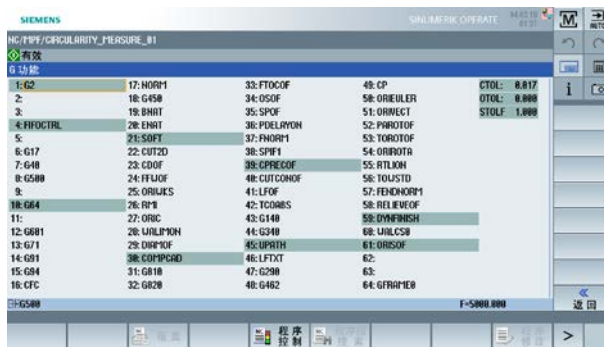 SIEMENS
SINUMERIK OPERATE
NC/MPF/CIRCULARITY_MEASURE_01
有效
G 功能
1: G2 17: NORM 33: FTOCOF 49: CP CTOL: 0.017
2: 18: G450 34: OSOF 50: ORIEULER OTOL: 0.000
3: 19: BNAT 35: SPOF 51: ORIVECT STOLF 1.000
4: FIFOCTRL 20: ENAT 36: PDELAYON 52: PAROTOF
5: 21: SOFT 37: FNORM 53: TOROTOF
6: G17 22: CUT2D 38: SPIF1 54: ORIROTA
7: G40 23: CDOF 39: CPRECOF 55: RTLION
8: G500 24: FFWOF 40: CUTCONOF 56: TOWSTD
9: 25: ORIWKS 41: LFOF 57: FENDNORM
10: G64 26: RMI 42: TCOABS 58: RELIEVEOF
11: 27: ORIC 43: G140 59: DYNFINISH
12: G601 28: WALIMON 44: G340 60: WALCS0
13: G71 29: DIAMOF 45: UPATH 61: ORISOF
14: G91 30: COMPCAD 46: LFTXT 62:
15: G94 31: G810 47: G290 63:
16: CFC 32: G820 48: G462 64: GFRAME0
G500 F=5000.000
返回
程序控制
M
AUTO
i
>